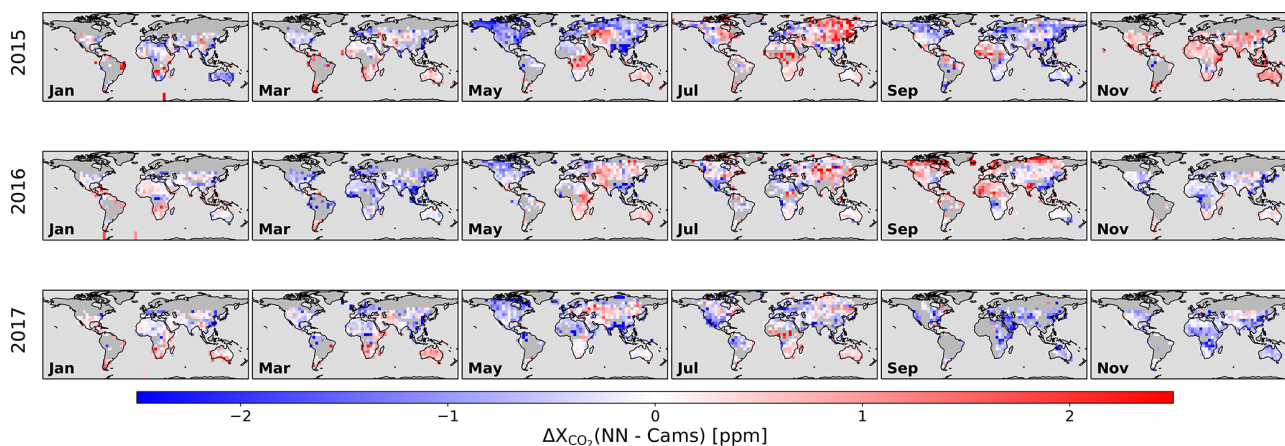 2015
Jan Mar May Jul Sep Nov
2016
Jan Mar May Jul Sep Nov
2017
Jan Mar May Jul Sep Nov
−2 −1 0 1 2
ΔX_CO₂(NN - Cams) [ppm]